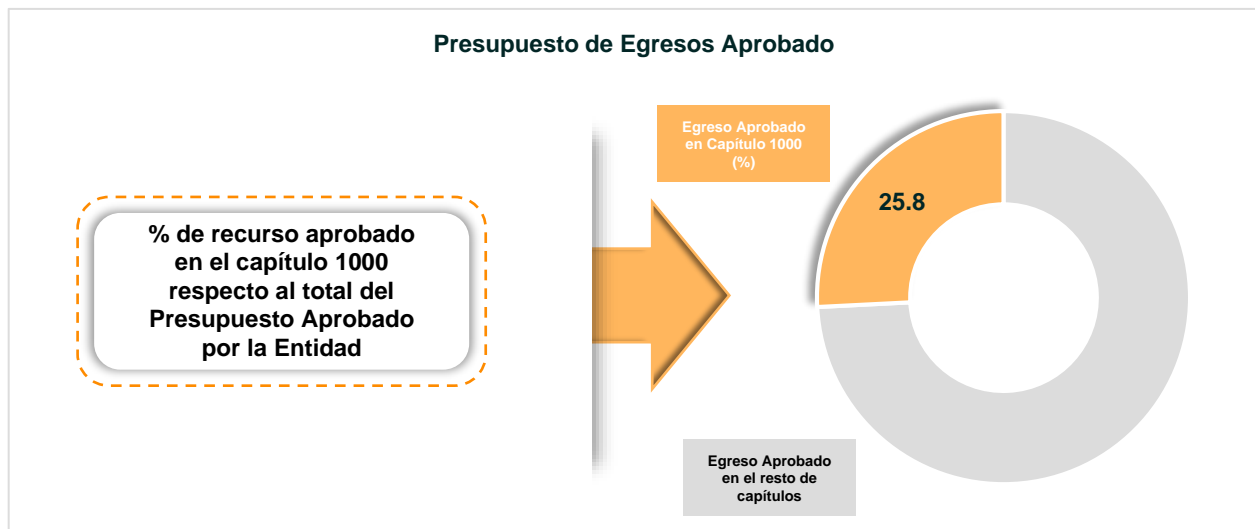 Presupuesto de Egresos Aprobado
% de recurso aprobado
en el capítulo 1000
respecto al total del
Presupuesto Aprobado
por la Entidad
Egreso Aprobado
en Capítulo 1000
(%)
25.8
Egreso Aprobado
en el resto de
capítulos